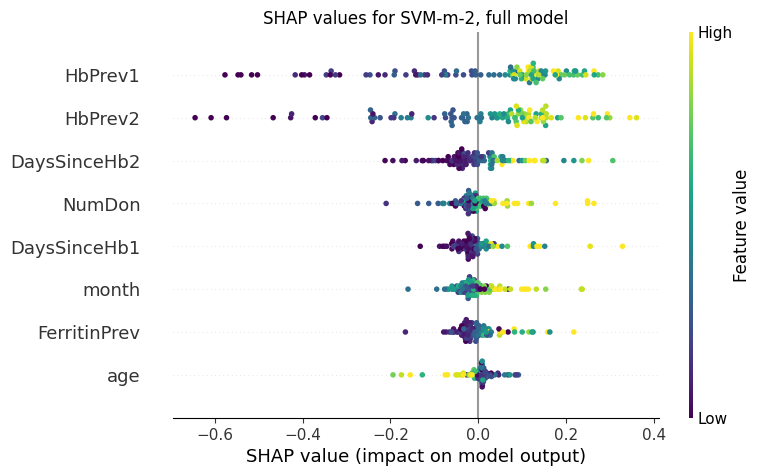 SHAP values for SVM-m-2, full model
High
HbPrev1
HbPrev2
DaysSinceHb2
NumDon
DaysSinceHb1
month
FerritinPrev
age
Feature value
Low
−0.6 −0.4 −0.2 0.0 0.2 0.4
SHAP value (impact on model output)